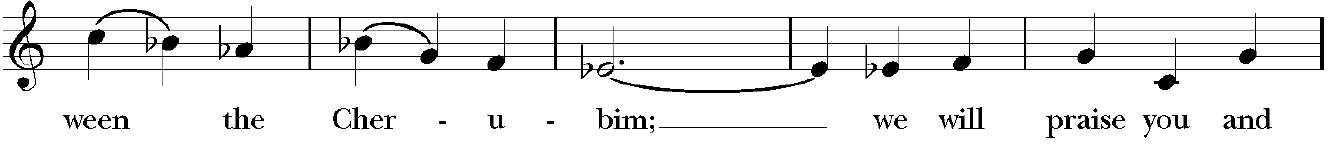 ween the Cher - u - bim; we will praise you and